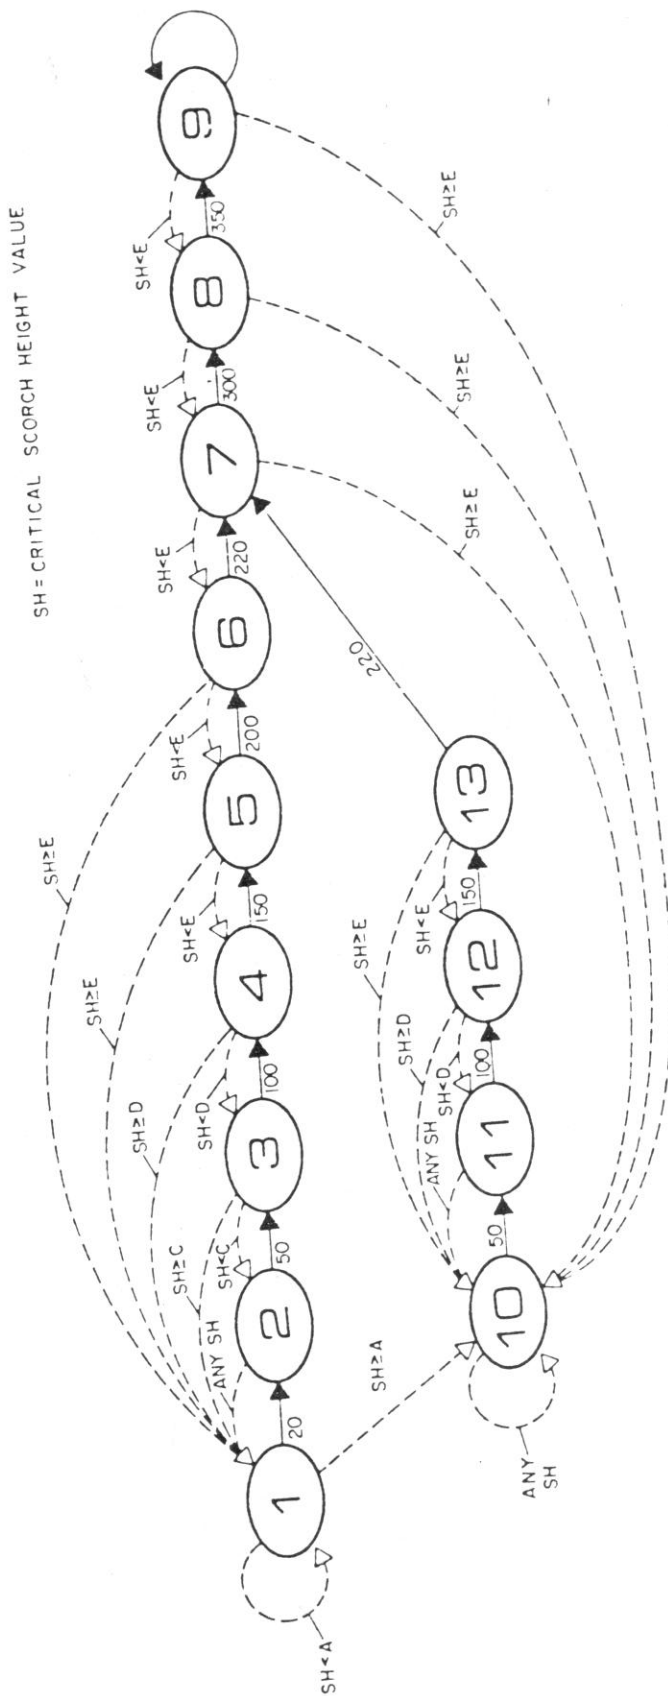 SH=CRITICAL SCORCH HEIGHT VALUE
SH<E
SH<E
SH<E
SH<E
SH<E
SH<D
SH<C
SH≥E
SH≥E
SH≥D
SH≥C
ANY SH
1
2
3
4
5
6
7
8
9
20
50
100
150
200
220
300
350
SH<A
SH≥A
220
SH≥E
SH≥D
ANY SH
SH<E
SH<D
10
11
12
13
50
100
150
ANY
SH
SH≥E
SH≥E
SH≥E